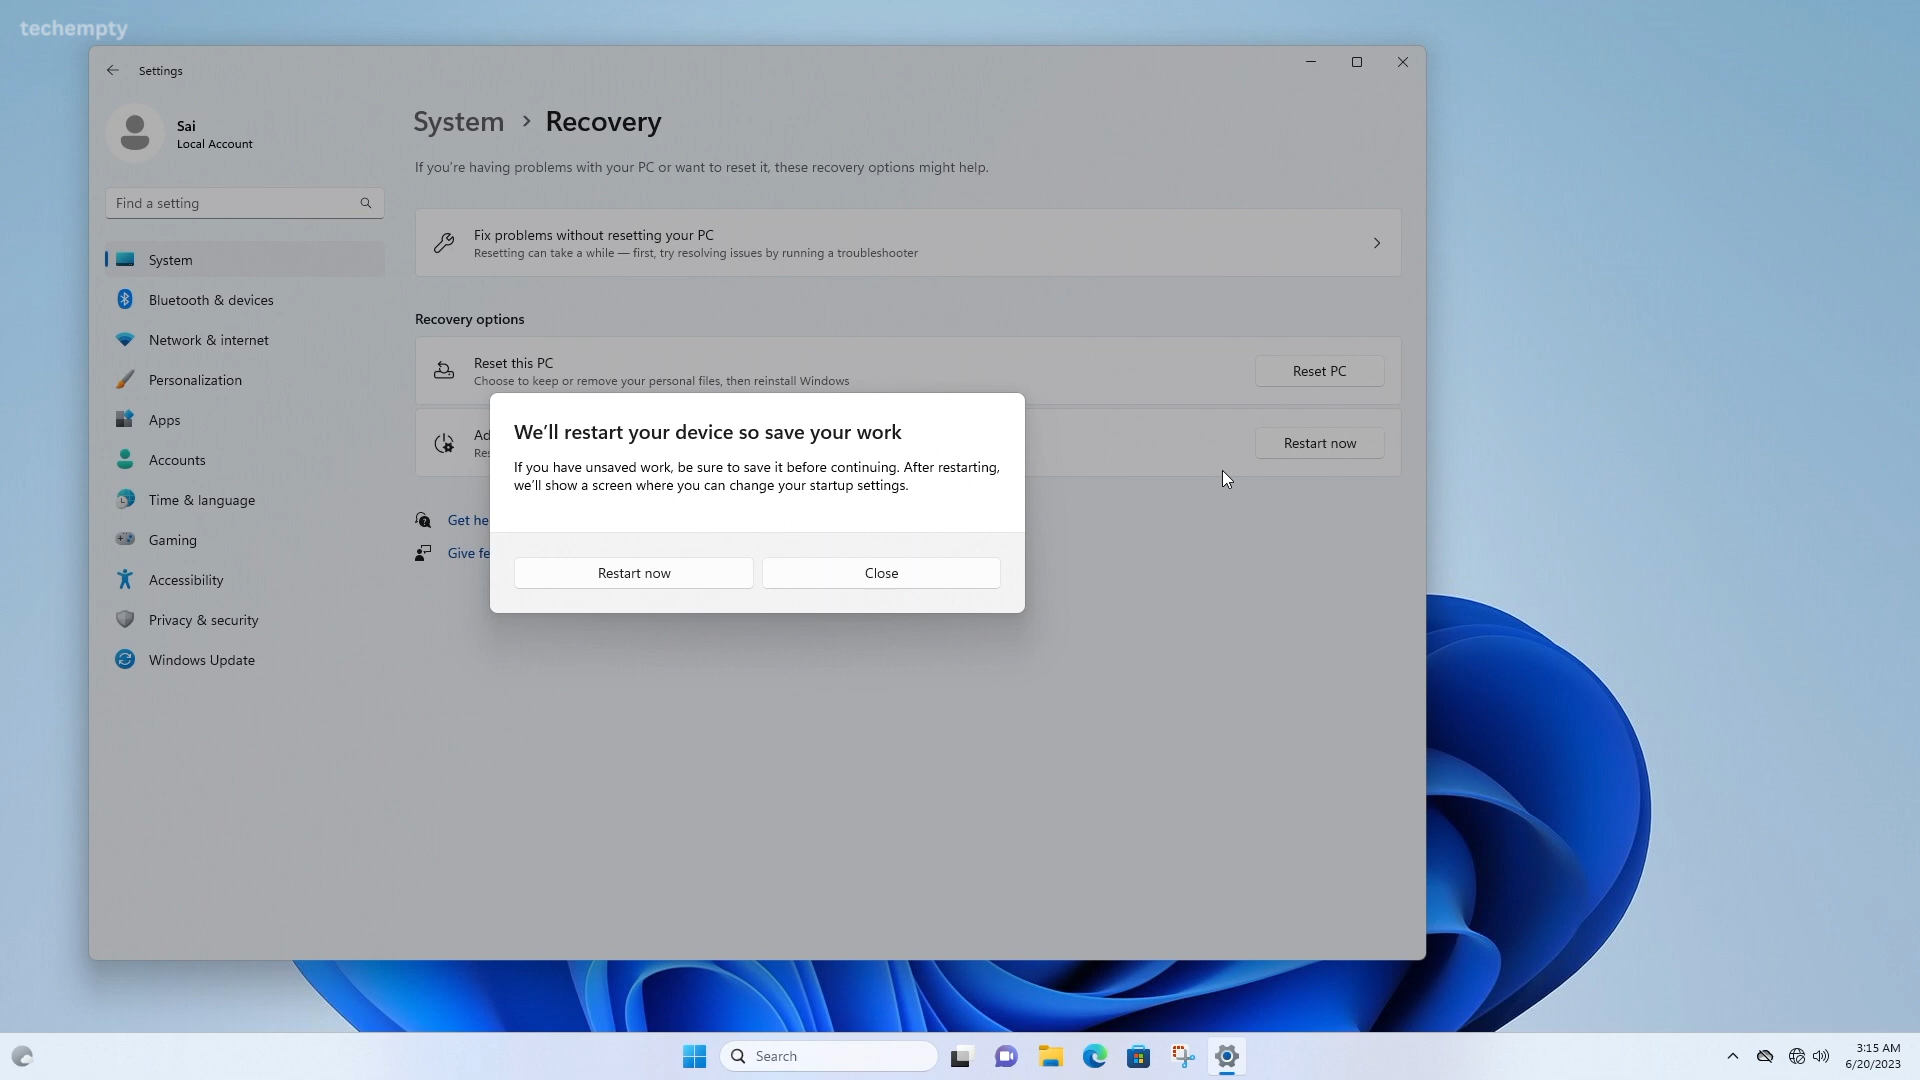 techempty
Settings
Sai
Local Account
Find a setting
System
Bluetooth & devices
Network & internet
Personalization
Apps
Accounts
Time & language
Gaming
Accessibility
Privacy & security
Windows Update
System > Recovery
If you're having problems with your PC or want to reset it, these recovery options might help.
Fix problems without resetting your PC
Resetting can take a while — first, try resolving issues by running a troubleshooter
Recovery options
Reset this PC
Choose to keep or remove your personal files, then reinstall Windows
Reset PC
Ad
Res
Restart now
Get he
Give fe
We'll restart your device so save your work
If you have unsaved work, be sure to save it before continuing. After restarting,
we'll show a screen where you can change your startup settings.
Restart now
Close
Search
3:15 AM
6/20/2023